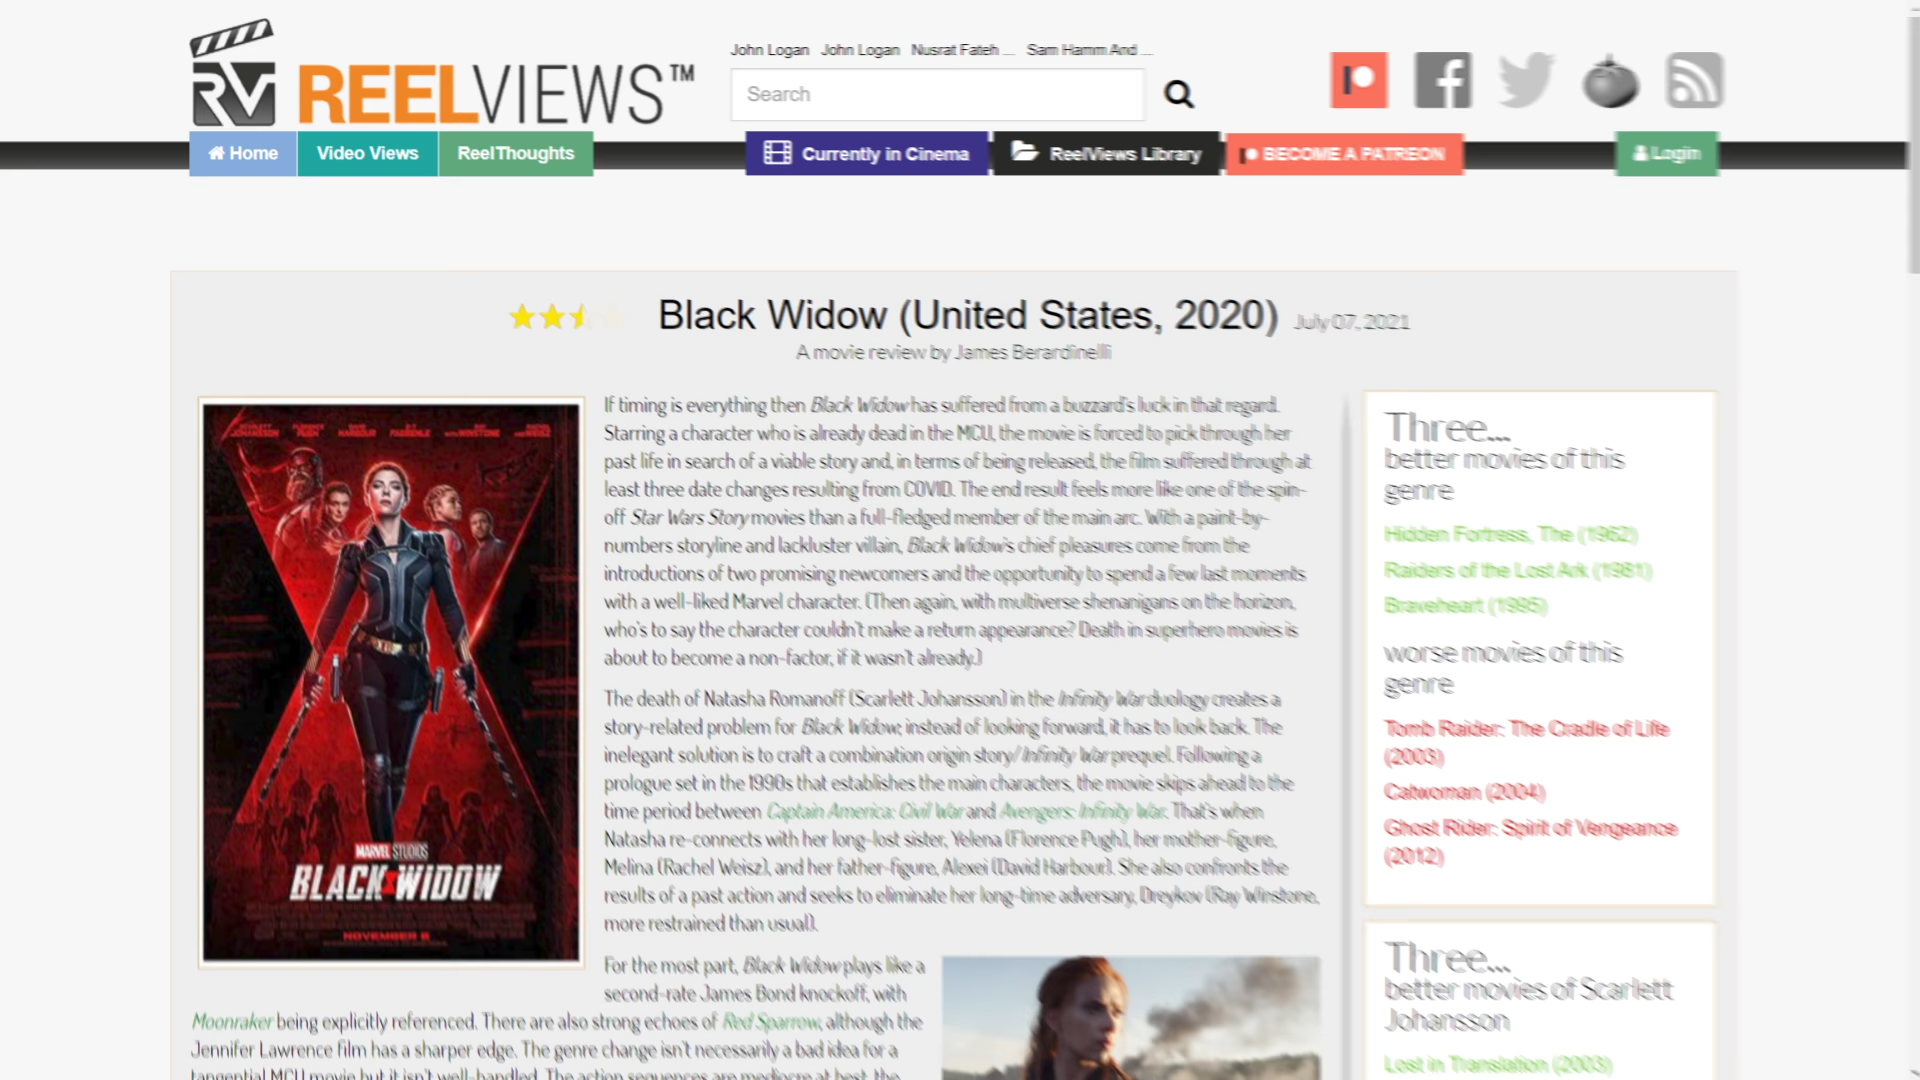 John Logan John Logan Nusrat Fateh ... Sam Hamm And ...
RV REELVIEWS™
Search
Home Video Views ReelThoughts Currently in Cinema ReelViews Library BECOME A PATREON Login
Black Widow (United States, 2020) July 07, 2021
A movie review by James Berardinelli
MARVEL STUDIOS
BLACK WIDOW
NOVEMBER 6
If timing is everything then Black Widow has suffered from a buzzard's luck in that regard.
Starring a character who is already dead in the MCU, the movie is forced to pick through her
past life in search of a viable story and, in terms of being released, the film suffered through at
least three date changes resulting from COVID. The end result feels more like one of the spin-
off Star Wars Story movies than a full-fledged member of the main arc. With a paint-by-
numbers storyline and lackluster villain, Black Widow's chief pleasures come from the
introductions of two promising newcomers and the opportunity to spend a few last moments
with a well-liked Marvel character. (Then again, with multiverse shenanigans on the horizon,
who's to say the character couldn't make a return appearance? Death in superhero movies is
about to become a non-factor, if it wasn't already.)
The death of Natasha Romanoff (Scarlett Johansson) in the Infinity War duology creates a
story-related problem for Black Widow; instead of looking forward, it has to look back. The
inelegant solution is to craft a combination origin story/Infinity War prequel. Following a
prologue set in the 1990s that establishes the main characters, the movie skips ahead to the
time period between Captain America: Civil War and Avengers: Infinity War. That's when
Natasha re-connects with her long-lost sister, Yelena (Florence Pugh), her mother-figure,
Melina (Rachel Weisz), and her father-figure, Alexei (David Harbour). She also confronts the
results of a past action and seeks to eliminate her long-time adversary, Dreykov (Ray Winstone,
more restrained than usual).
For the most part, Black Widow plays like a
second-rate James Bond knockoff, with
Moonraker being explicitly referenced. There are also strong echoes of Red Sparrow, although the
Jennifer Lawrence film has a sharper edge. The genre change isn't necessarily a bad idea for a
tangential MCU movie but it isn't well-handled. The action sequences are mediocre at best, the
Three...
better movies of this
genre
Hidden Fortress, The (1962)
Raiders of the Lost Ark (1981)
Braveheart (1995)
worse movies of this
genre
Tomb Raider: The Cradle of Life
(2003)
Catwoman (2004)
Ghost Rider: Spirit of Vengeance
(2012)
Three...
better movies of Scarlett
Johansson
Lost in Translation (2003)